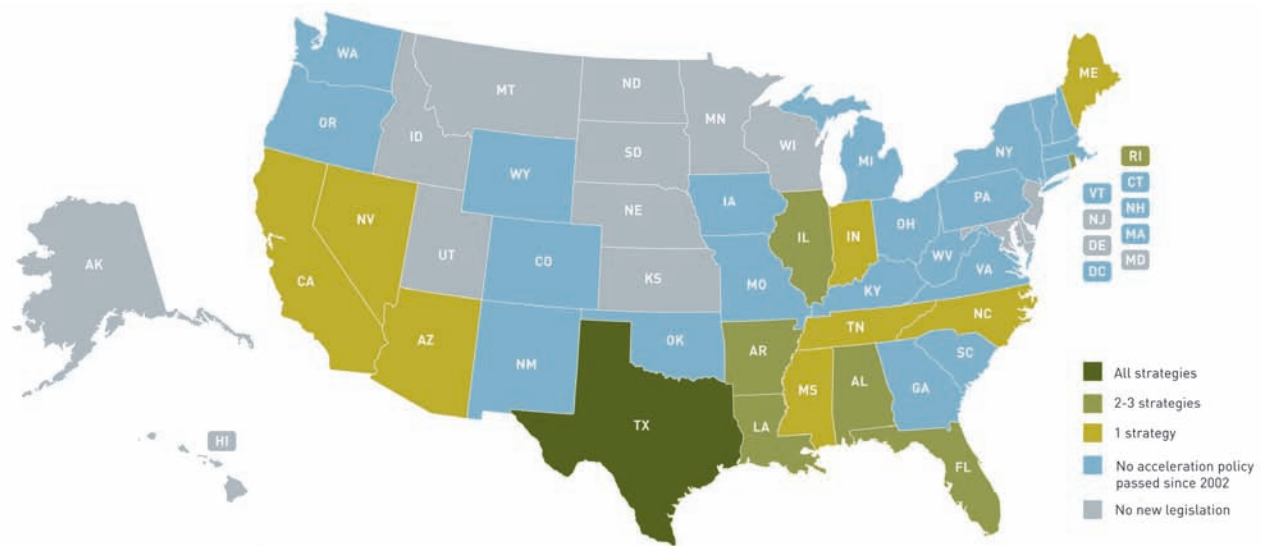 WA
MT
ND
MN
ME
OR
ID
SD
WI
MI
NY
RI
WY
CT
VT
NE
IA
PA
NH
NJ
NV
IL
IN
OH
MA
UT
CO
DE
WV
MD
AK
CA
KS
MO
KY
VA
DC
TN
NC
AZ
OK
NM
AR
SC
All strategies
MS
AL
GA
2-3 strategies
TX
LA
1 strategy
HI
FL
No acceleration policy
passed since 2002
No new legislation